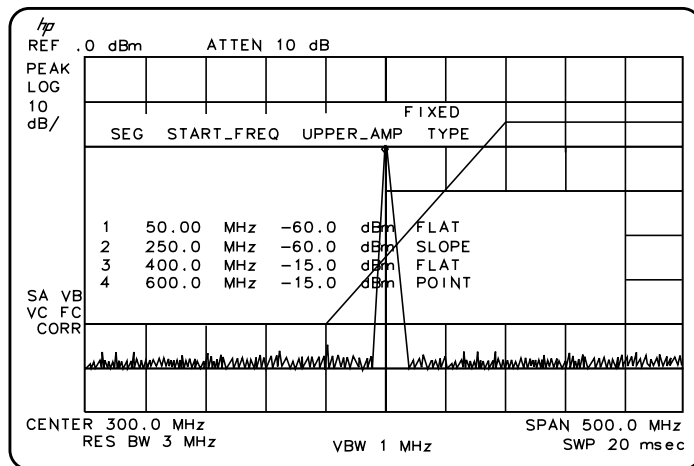 hp
REF .0 dBm ATTEN 10 dB
PEAK
LOG
10
dB/
FIXED
SEG START_FREQ UPPER_AMP TYPE
1 50.00 MHz -60.0 dBm FLAT
2 250.0 MHz -60.0 dBm SLOPE
3 400.0 MHz -15.0 dBm FLAT
4 600.0 MHz -15.0 dBm POINT
SA VB
VC FC
CORR
CENTER 300.0 MHz SPAN 500.0 MHz
RES BW 3 MHz VBW 1 MHz SWP 20 msec